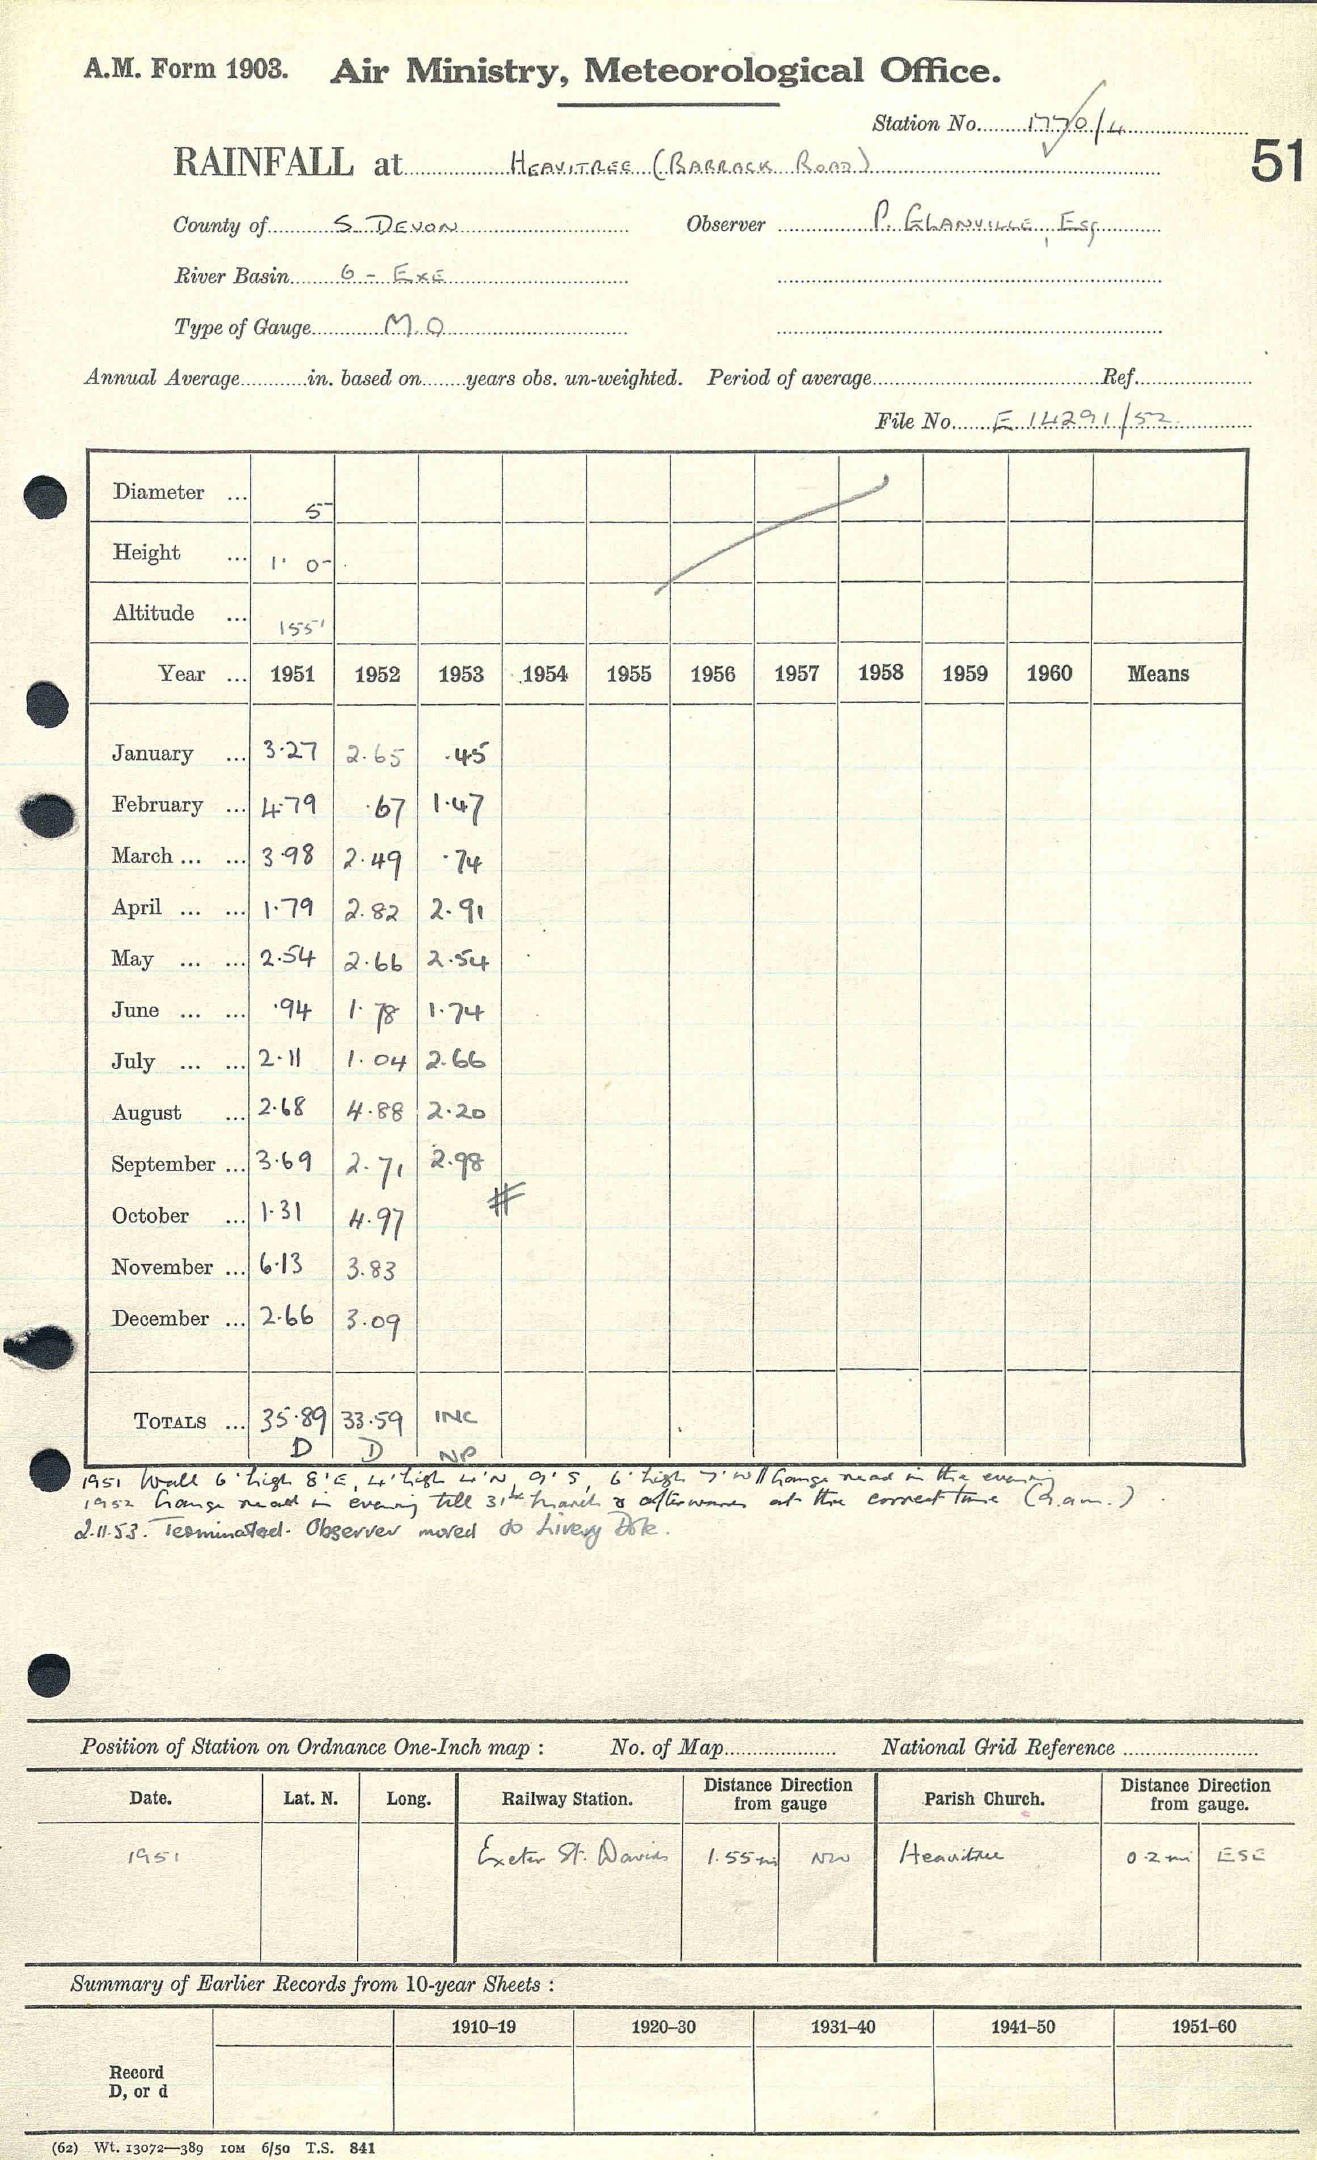 A.M. Form 1903. Air Ministry, Meteorological Office.
Station No. 1770/4
RAINFALL at HEAVITREE (BARRACK ROAD)
51
County of S. DEVON Observer P. GLANVILLE, Esq
River Basin 6 - EXE
Type of Gauge M.O
Annual Average in. based on years obs. un-weighted. Period of average Ref.
File No. E 14291/52
Diameter ... 5
Height ... 1' 0
Altitude ... 155'
Year ... 1951 1952 1953 1954 1955 1956 1957 1958 1959 1960 Means
January ... 3.27 2.65 .45
February ... 4.79 .67 1.47
March ... ... 3.98 2.49 .74
April ... ... 1.79 2.82 2.91
May ... ... 2.54 2.66 2.54
June ... ... .94 1.78 1.74
July ... ... 2.11 1.04 2.66
August ... 2.68 4.88 2.20
September ... 3.69 2.71 2.98
October ... 1.31 4.97 #
November ... 6.13 3.83
December ... 2.66 3.09
TOTALS ... 35.89 33.59 INC
D D NP
1951 Wall 6' high 8' E, 4' high 4' N, 9' S, 6' high 7' W // Gauge read in the evening
1952 Gauge read in evening till 31st March & afterwards at the correct time (9.a.m.).
2.11.53. Terminated. Observer moved to Livery Dole.
Position of Station on Ordnance One-Inch map : No. of Map National Grid Reference
Date. Lat. N. Long. Railway Station. Distance Direction from gauge Parish Church. Distance Direction from gauge.
1951 Exeter St. Davids 1.55 mi NW Heavitree 0.2 mi ESE
Summary of Earlier Records from 10-year Sheets :
1910–19 1920–30 1931–40 1941–50 1951–60
Record
D, or d
(62) Wt. 13072—389 10M 6/50 T.S. 841